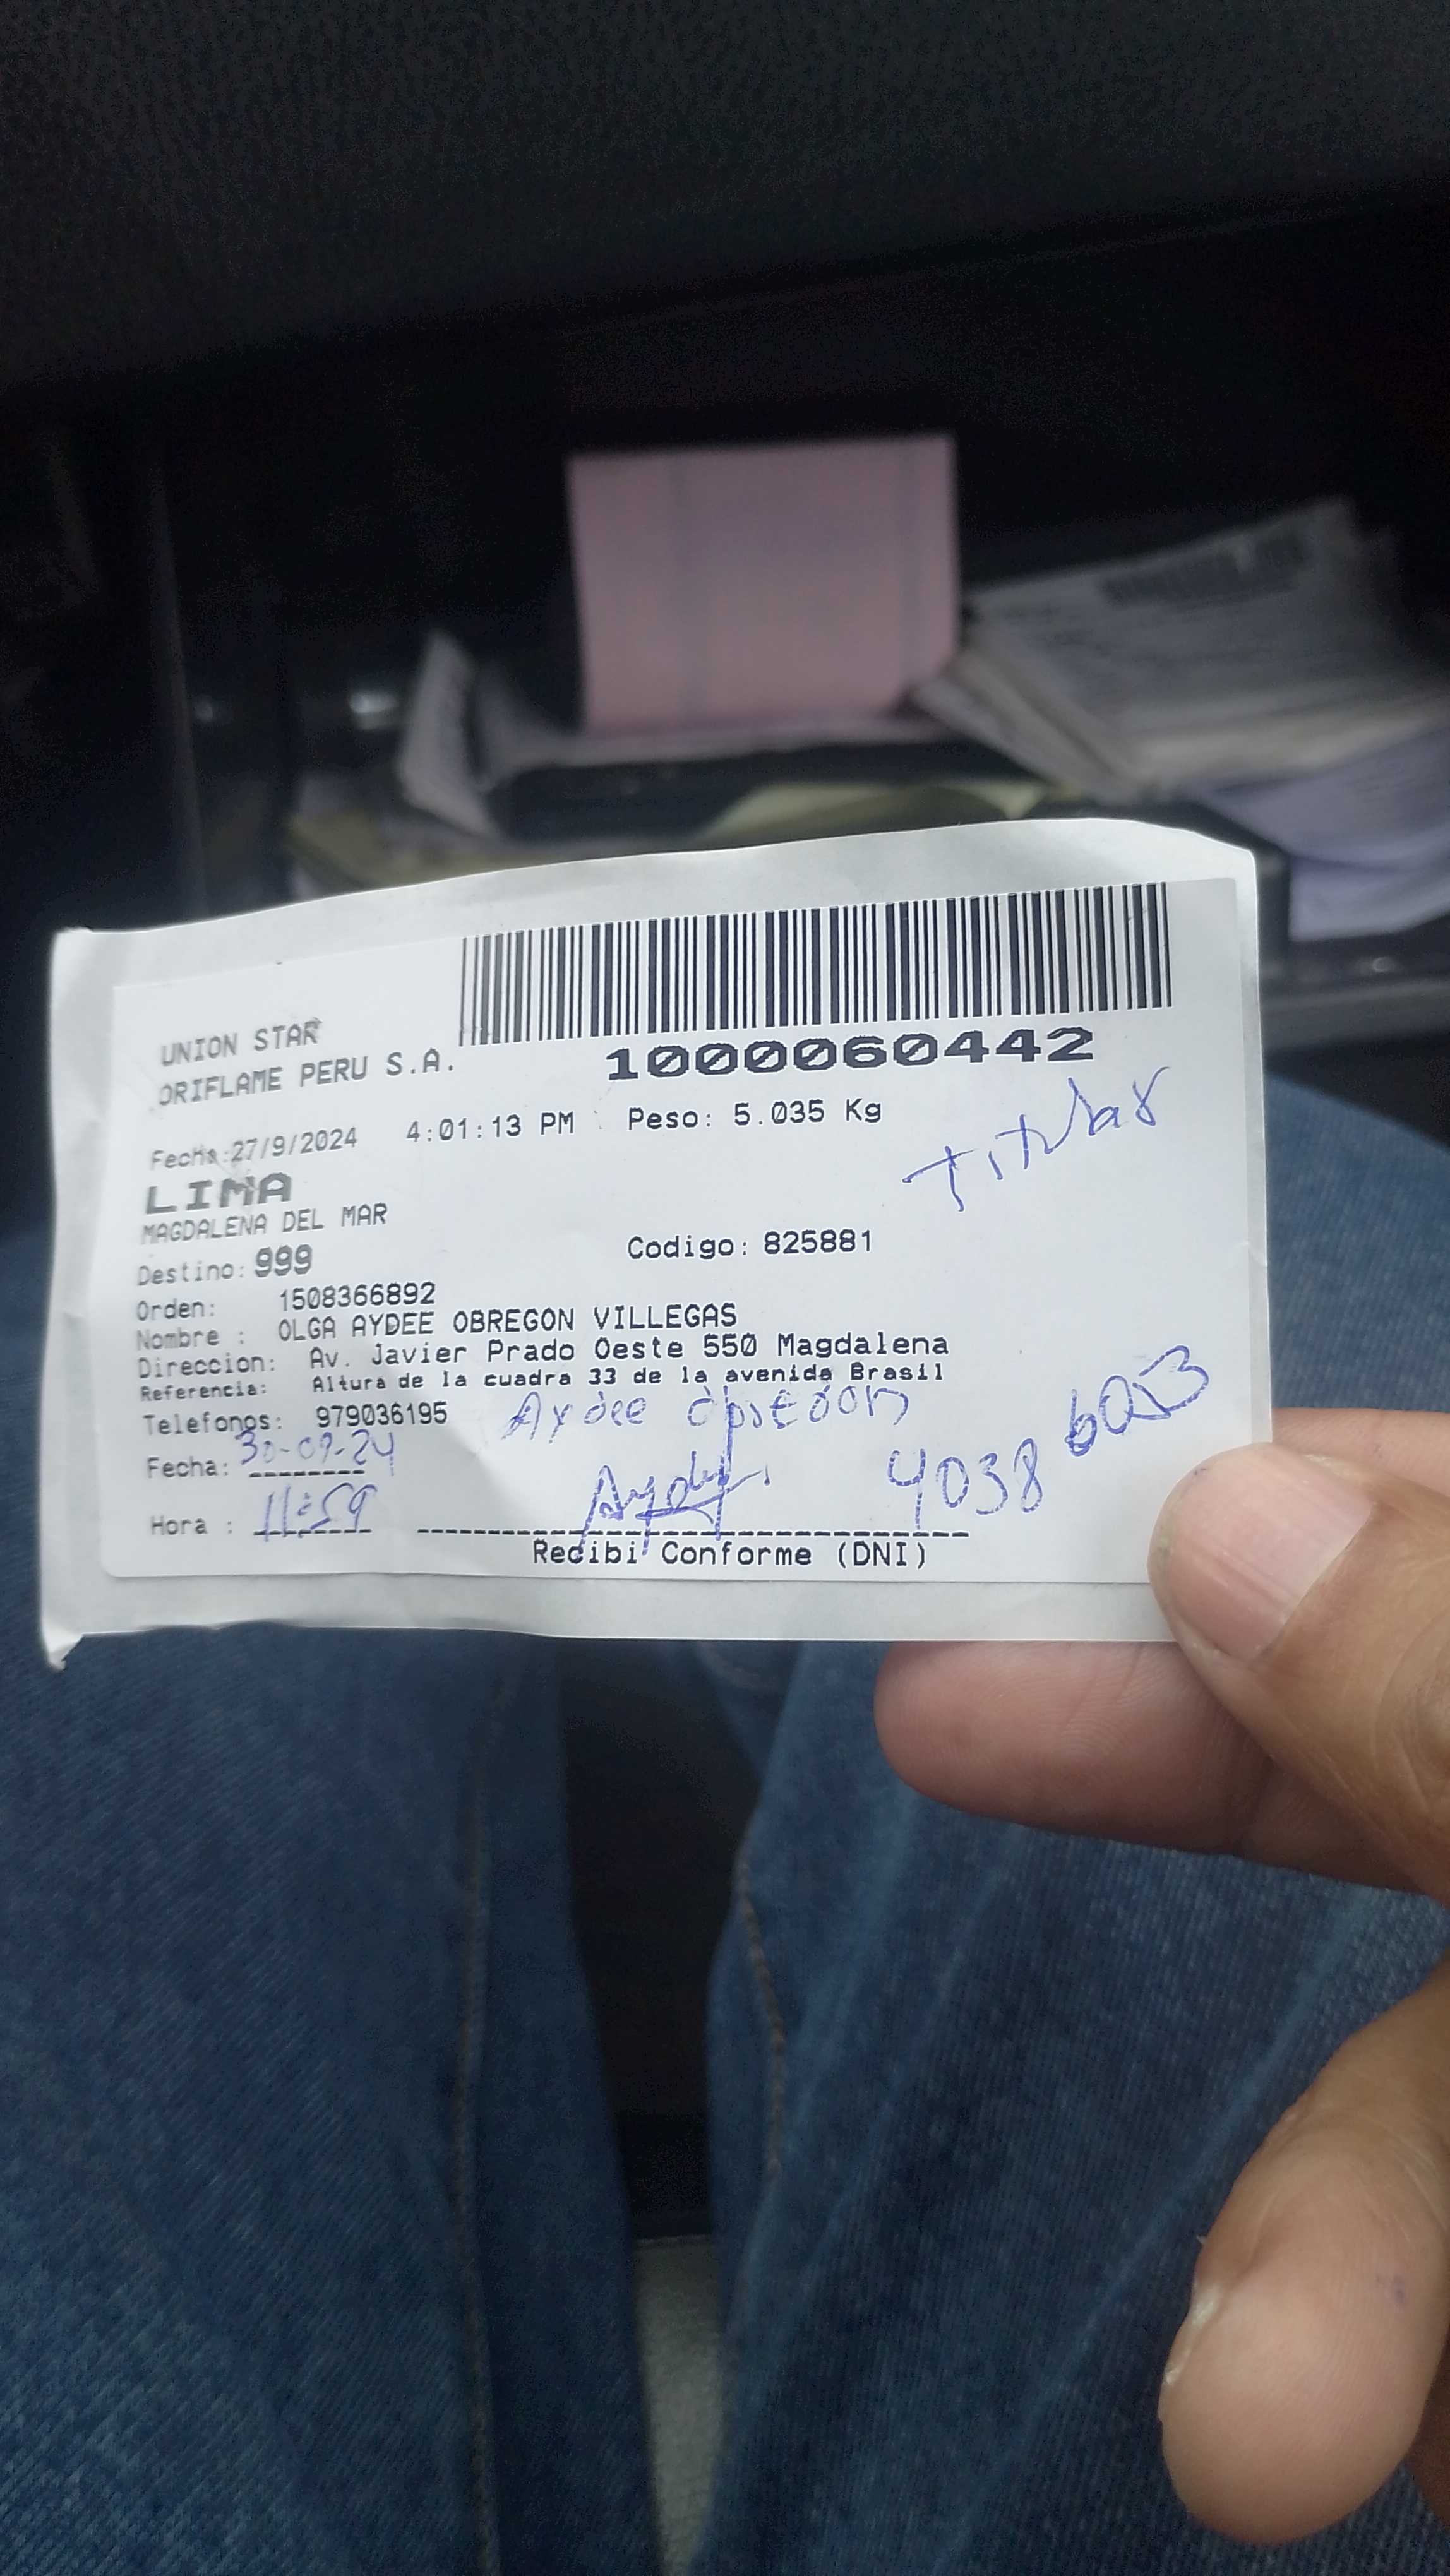 UNION STAR
ORIFLAME PERU S.A.
1000060442
Fecha:27/9/2024 4:01:13 PM Peso: 5.035 Kg
Titular
LIMA
MAGDALENA DEL MAR
Destino: 999 Codigo: 825881
Orden: 1508366892
Nombre : OLGA AYDEE OBREGON VILLEGAS
Direccion: Av. Javier Prado Oeste 550 Magdalena
Referencia: Altura de la cuadra 33 de la avenida Brasil
Telefonos: 979036195 Aydee
Fecha: 30-09-24
Hora : 11:59 4038
Recibi Conforme (DNI)